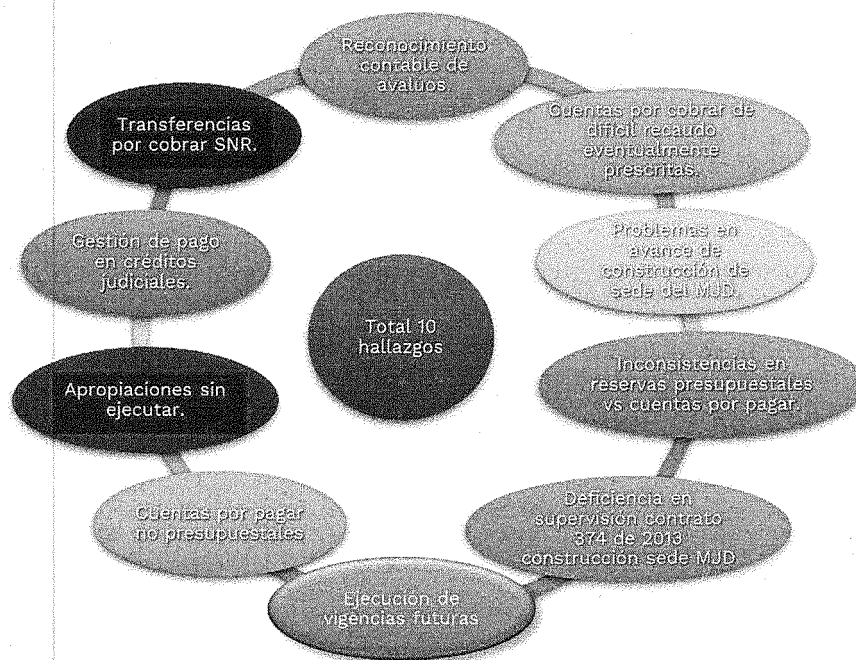 Reconocimiento
contable de
avalúos.
Cuentas por cobrar de
difícil recaudo
eventualmente
prescritas.
Problemas en
avance de
construcción de
sede del MJD.
Inconsistencias en
reservas presupuestales
vs cuentas por pagar.
Deficiencia en
supervisión contrato
374 de 2013
construcción sede MJD
Ejecución de
vigencias futuras
Cuentas por pagar
no presupuestales
Apropiaciones sin
ejecutar.
Gestión de pago
en créditos
judiciales.
Transferencias
por cobrar SNR.
Total 10
hallazgos